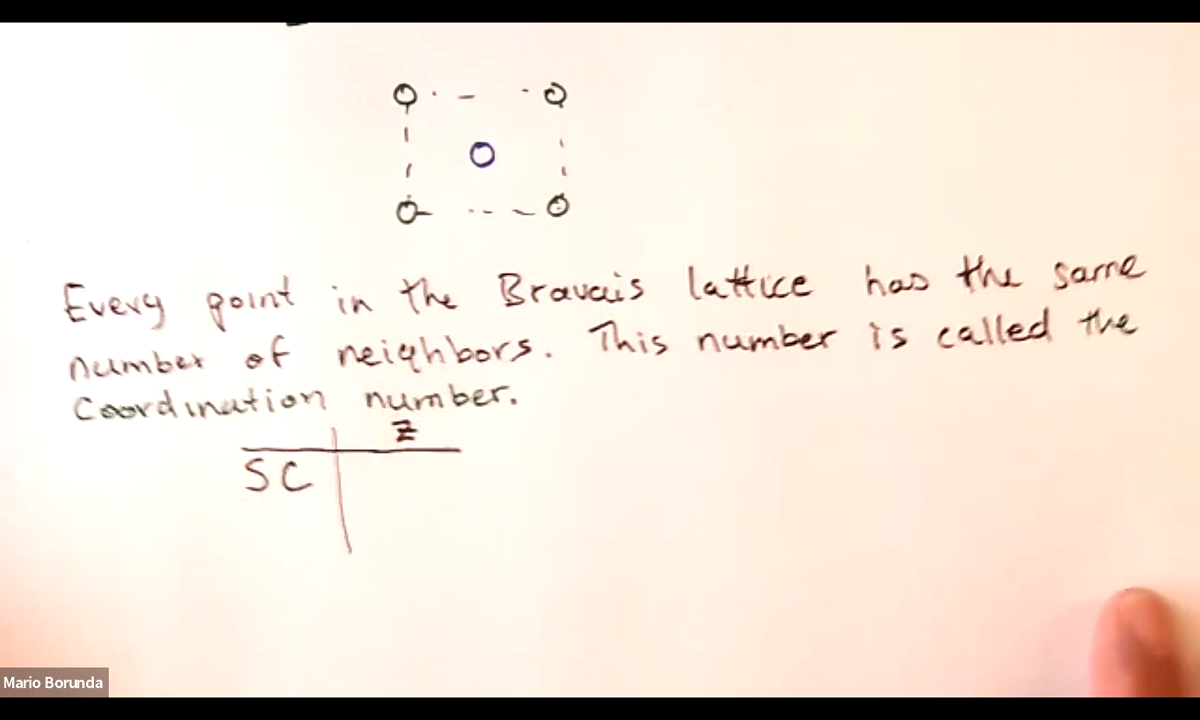 Every point in the Bravais lattice has the same
number of neighbors. This number is called the
Coordination number.
Z
SC
Mario Borunda